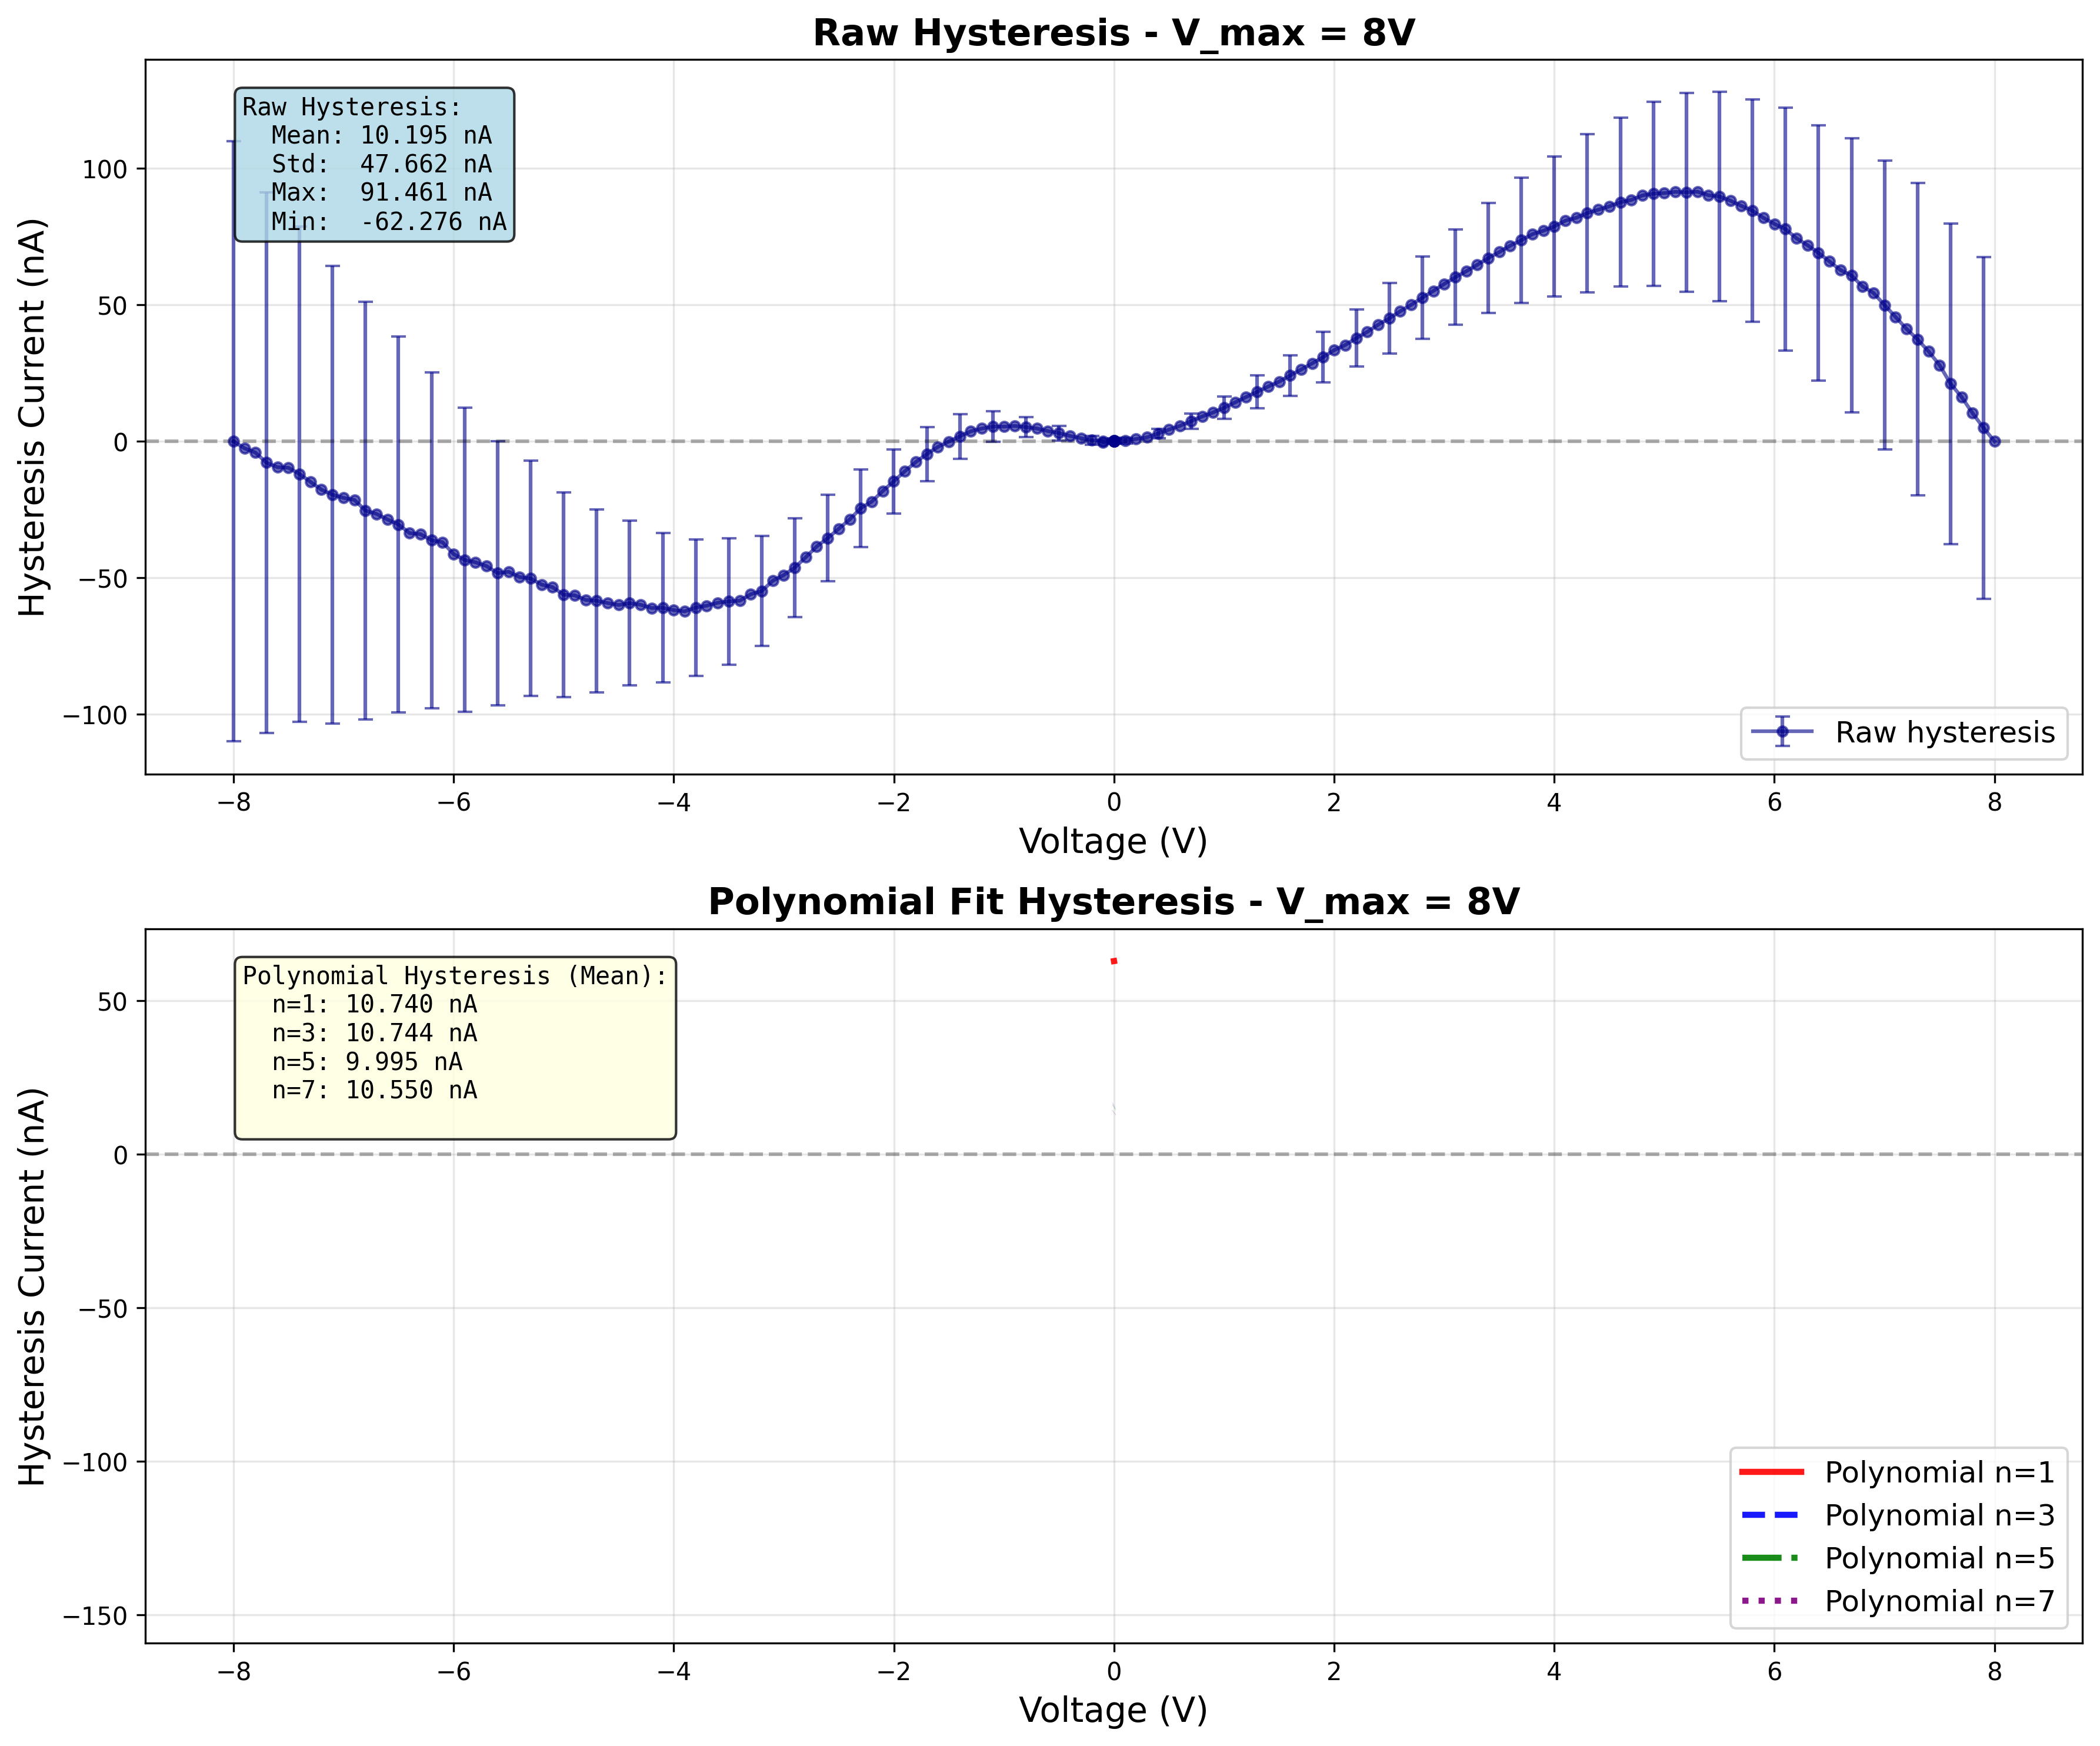 Raw Hysteresis - V_max = 8V
Raw Hysteresis:
Mean: 10.195 nA
Std: 47.662 nA
Max: 91.461 nA
Min: -62.276 nA
Hysteresis Current (nA)
100
50
0
−50
−100
Raw hysteresis
−8 −6 −4 −2 0 2 4 6 8
Voltage (V)
Polynomial Fit Hysteresis - V_max = 8V
Polynomial Hysteresis (Mean):
n=1: 10.740 nA
n=3: 10.744 nA
n=5: 9.995 nA
n=7: 10.550 nA
Hysteresis Current (nA)
50
0
−50
−100
−150
Polynomial n=1
Polynomial n=3
Polynomial n=5
Polynomial n=7
−8 −6 −4 −2 0 2 4 6 8
Voltage (V)